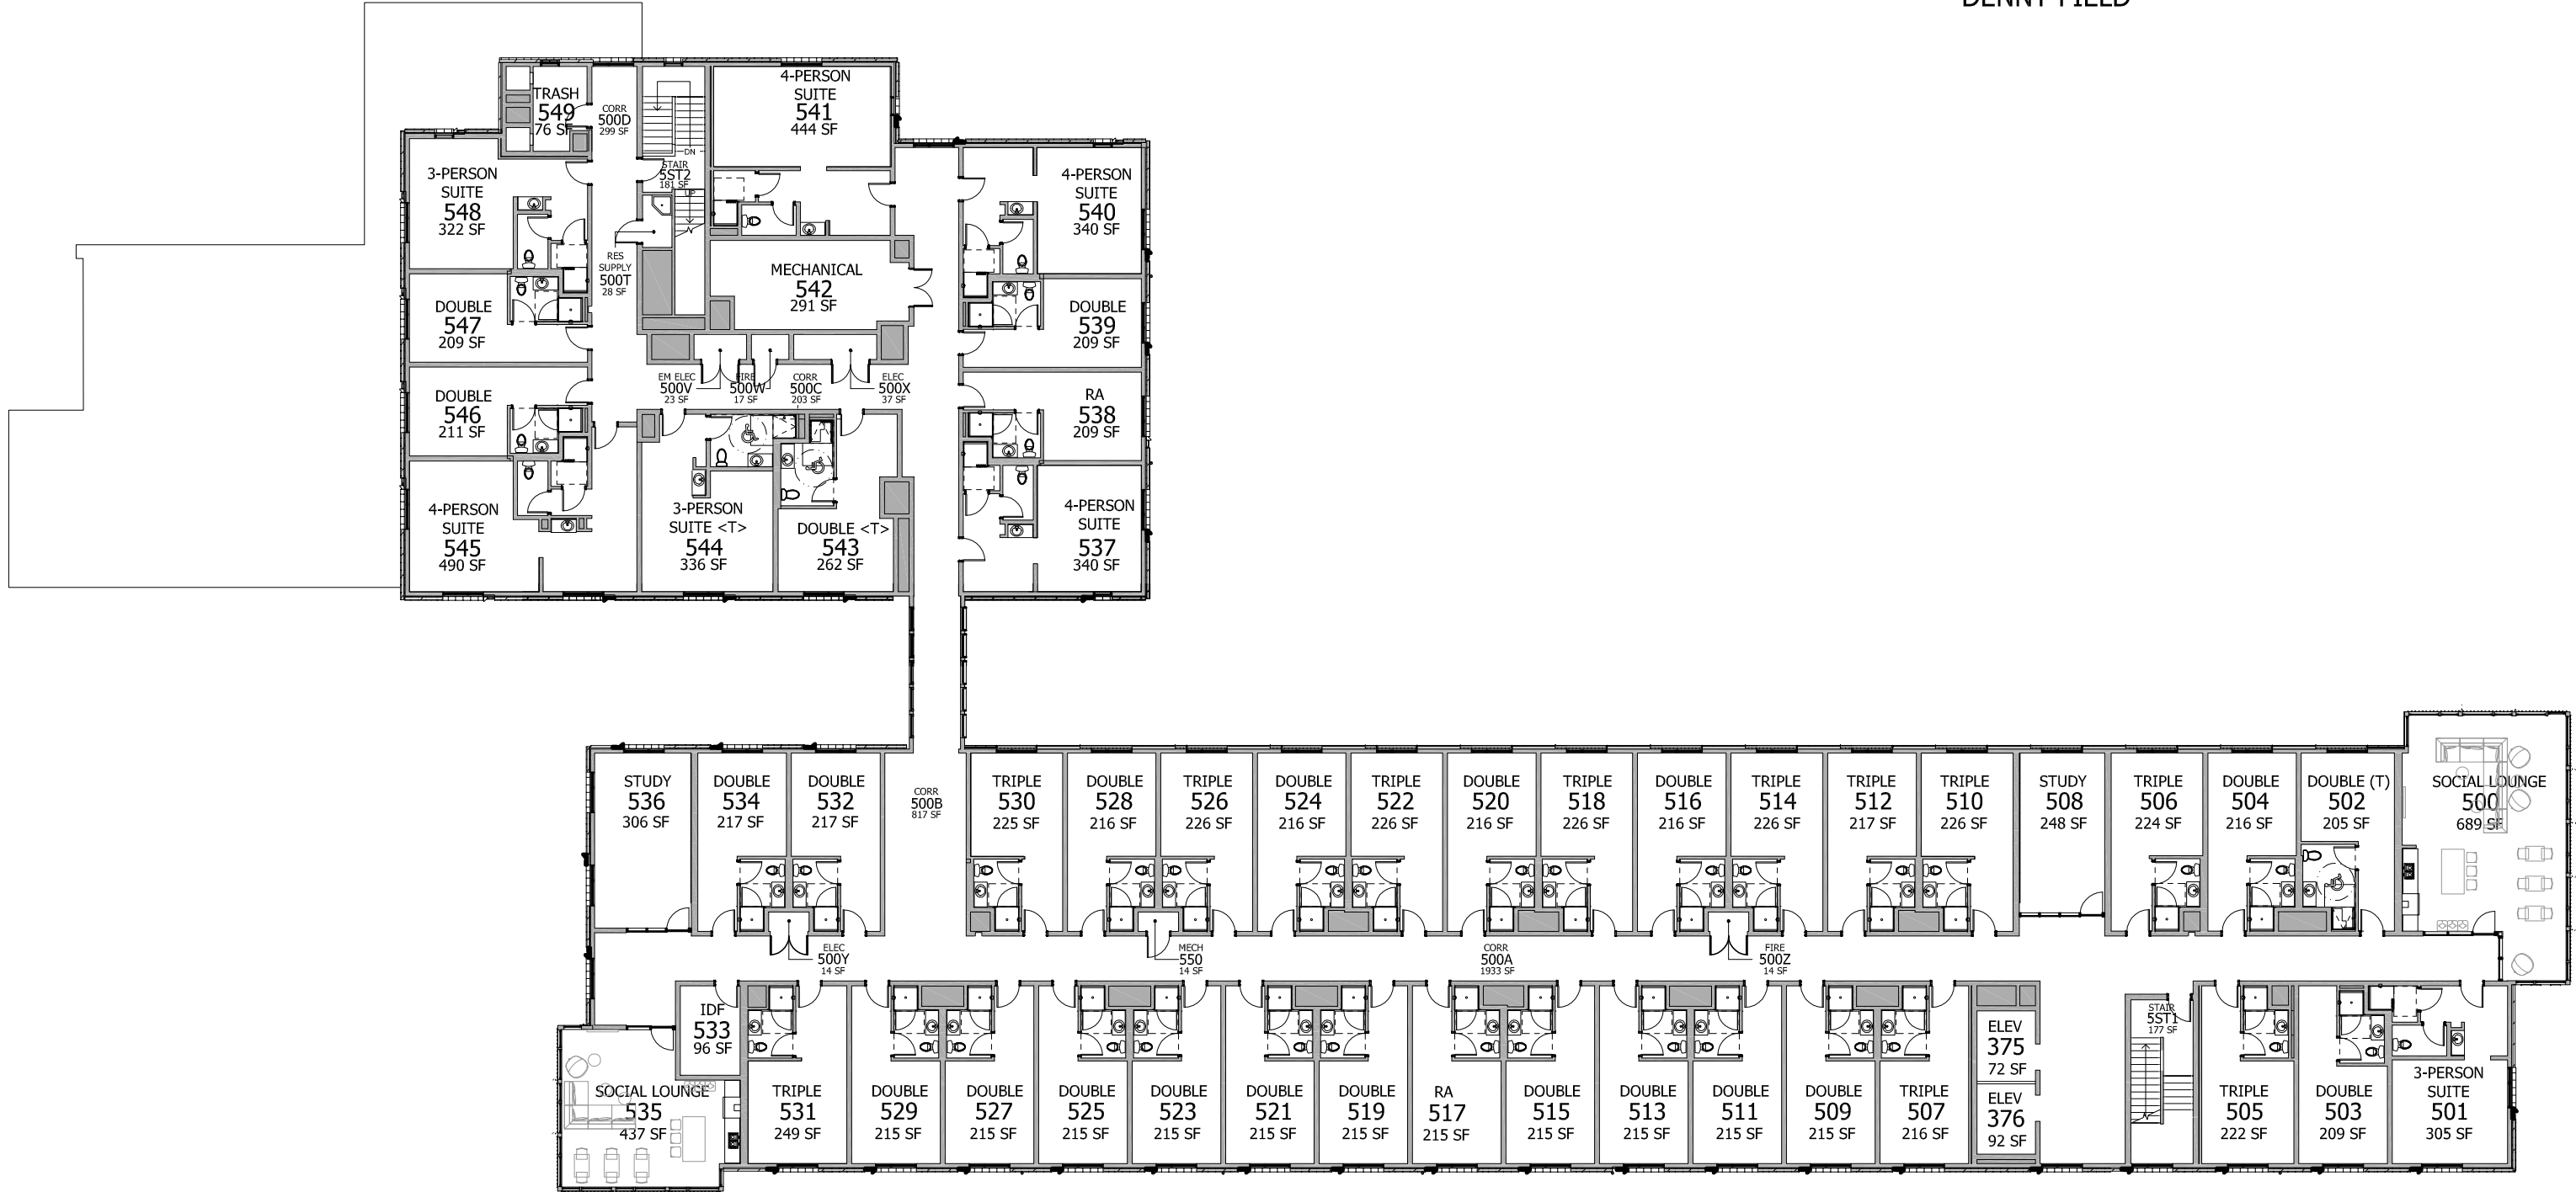 DENNY FIELD
TRASH
549
76 SF
CORR
500D
299 SF
4-PERSON
SUITE
541
444 SF
DN
STAIR
5ST2
181 SF
UP
3-PERSON
SUITE
548
322 SF
4-PERSON
SUITE
540
340 SF
RES
SUPPLY
500T
28 SF
MECHANICAL
542
291 SF
DOUBLE
547
209 SF
DOUBLE
539
209 SF
EM ELEC
500V
23 SF
FIRE
500W
17 SF
CORR
500C
203 SF
ELEC
500X
37 SF
DOUBLE
546
211 SF
RA
538
209 SF
4-PERSON
SUITE
545
490 SF
3-PERSON
SUITE <T>
544
336 SF
DOUBLE <T>
543
262 SF
4-PERSON
SUITE
537
340 SF
STUDY
536
306 SF
DOUBLE
534
217 SF
DOUBLE
532
217 SF
CORR
500B
817 SF
TRIPLE
530
225 SF
DOUBLE
528
216 SF
TRIPLE
526
226 SF
DOUBLE
524
216 SF
TRIPLE
522
226 SF
DOUBLE
520
216 SF
TRIPLE
518
226 SF
DOUBLE
516
216 SF
TRIPLE
514
226 SF
TRIPLE
512
217 SF
TRIPLE
510
226 SF
STUDY
508
248 SF
TRIPLE
506
224 SF
DOUBLE
504
216 SF
DOUBLE (T)
502
205 SF
SOCIAL LOUNGE
500
689 SF
ELEC
500Y
14 SF
MECH
550
14 SF
CORR
500A
1933 SF
FIRE
500Z
14 SF
IDF
533
96 SF
SOCIAL LOUNGE
535
437 SF
TRIPLE
531
249 SF
DOUBLE
529
215 SF
DOUBLE
527
215 SF
DOUBLE
525
215 SF
DOUBLE
523
215 SF
DOUBLE
521
215 SF
DOUBLE
519
215 SF
RA
517
215 SF
DOUBLE
515
215 SF
DOUBLE
513
215 SF
DOUBLE
511
215 SF
DOUBLE
509
215 SF
TRIPLE
507
216 SF
ELEV
375
72 SF
ELEV
376
92 SF
STAIR
5ST1
177 SF
TRIPLE
505
222 SF
DOUBLE
503
209 SF
3-PERSON
SUITE
501
305 SF